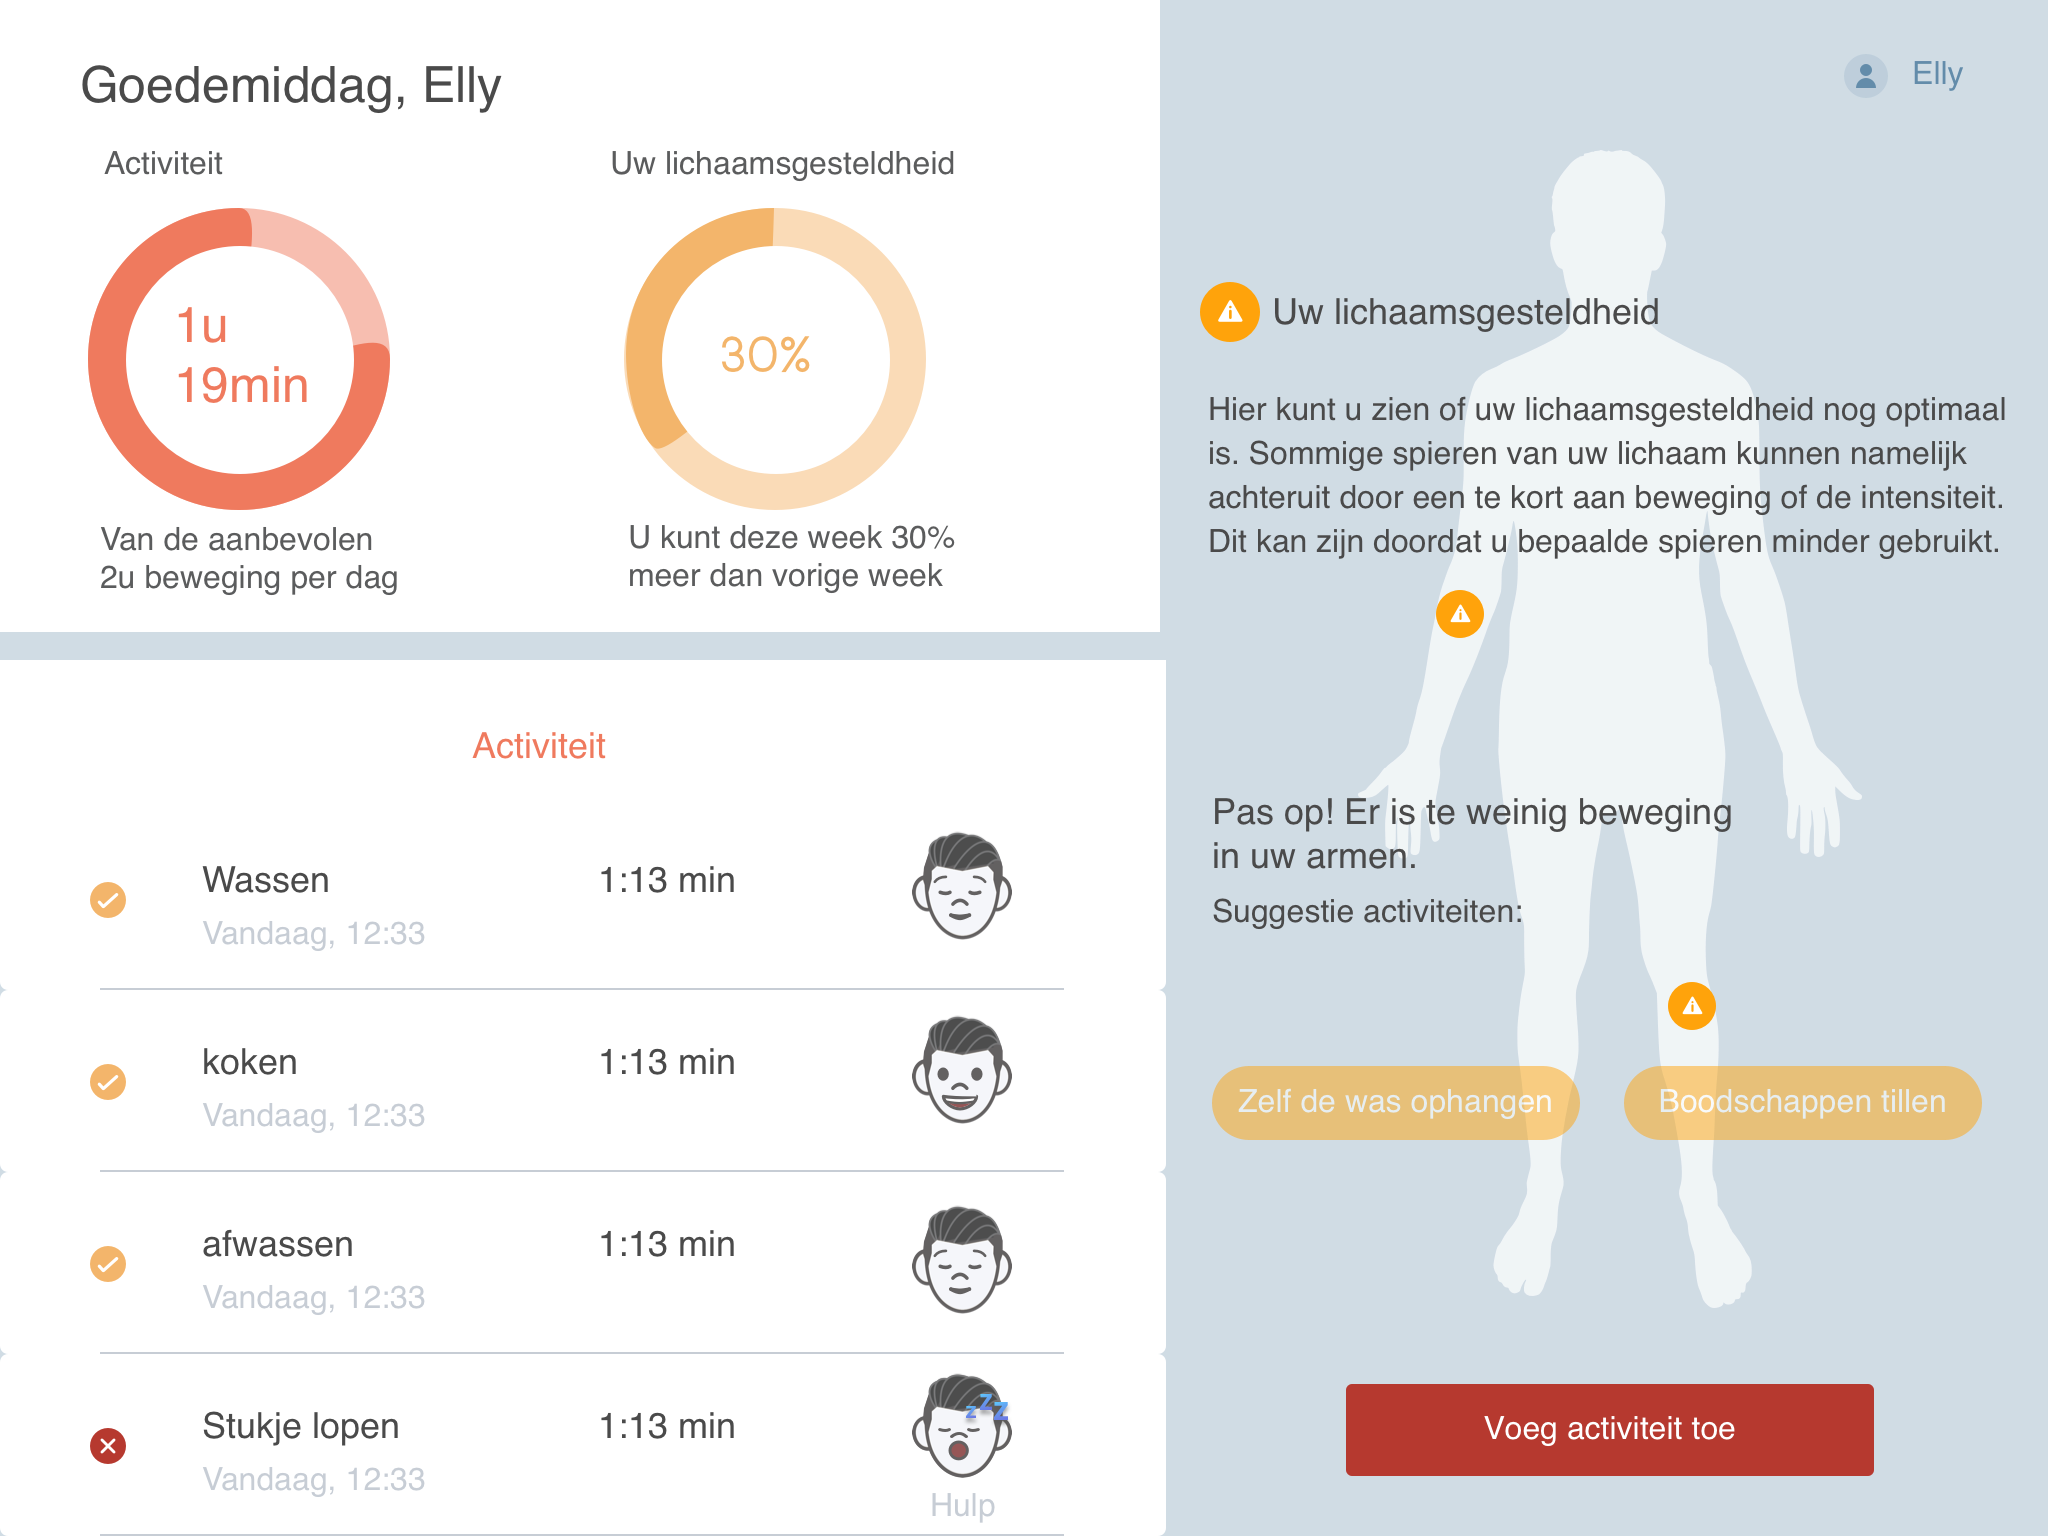 Goedemiddag, Elly
Activiteit
1u
19min
Van de aanbevolen
2u beweging per dag
Uw lichaamsgesteldheid
30%
U kunt deze week 30%
meer dan vorige week
Activiteit
Wassen
1:13 min
Vandaag, 12:33
koken
1:13 min
Vandaag, 12:33
afwassen
1:13 min
Vandaag, 12:33
Stukje lopen
1:13 min
Vandaag, 12:33
z z z
Hulp
Elly
Uw lichaamsgesteldheid
Hier kunt u zien of uw lichaamsgesteldheid nog optimaal
is. Sommige spieren van uw lichaam kunnen namelijk
achteruit door een te kort aan beweging of de intensiteit.
Dit kan zijn doordat u bepaalde spieren minder gebruikt.
Pas op! Er is te weinig beweging
in uw armen.
Suggestie activiteiten:
Zelf de was ophangen
Boodschappen tillen
Voeg activiteit toe